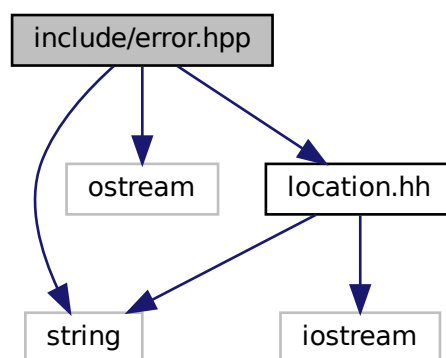 include/error.hpp
ostream
location.hh
string
iostream